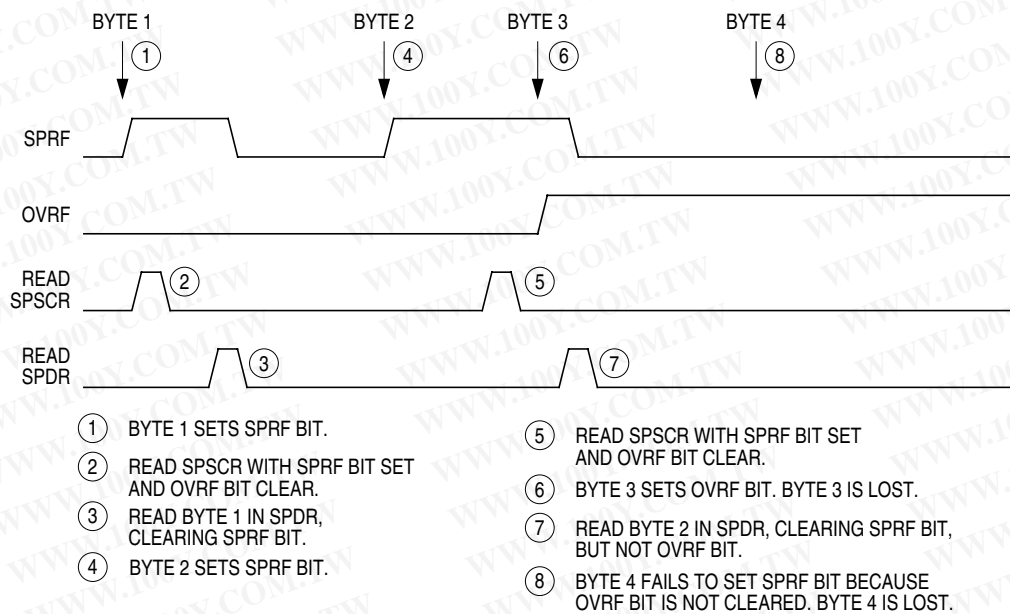 BYTE 1
BYTE 2
BYTE 3
BYTE 4
1
4
6
8
SPRF
OVRF
READ
SPSCR
2
5
READ
SPDR
3
7
1 BYTE 1 SETS SPRF BIT.
2 READ SPSCR WITH SPRF BIT SET
AND OVRF BIT CLEAR.
3 READ BYTE 1 IN SPDR,
CLEARING SPRF BIT.
4 BYTE 2 SETS SPRF BIT.
5 READ SPSCR WITH SPRF BIT SET
AND OVRF BIT CLEAR.
6 BYTE 3 SETS OVRF BIT. BYTE 3 IS LOST.
7 READ BYTE 2 IN SPDR, CLEARING SPRF BIT,
BUT NOT OVRF BIT.
8 BYTE 4 FAILS TO SET SPRF BIT BECAUSE
OVRF BIT IS NOT CLEARED. BYTE 4 IS LOST.
WWW.100Y.COM.TW